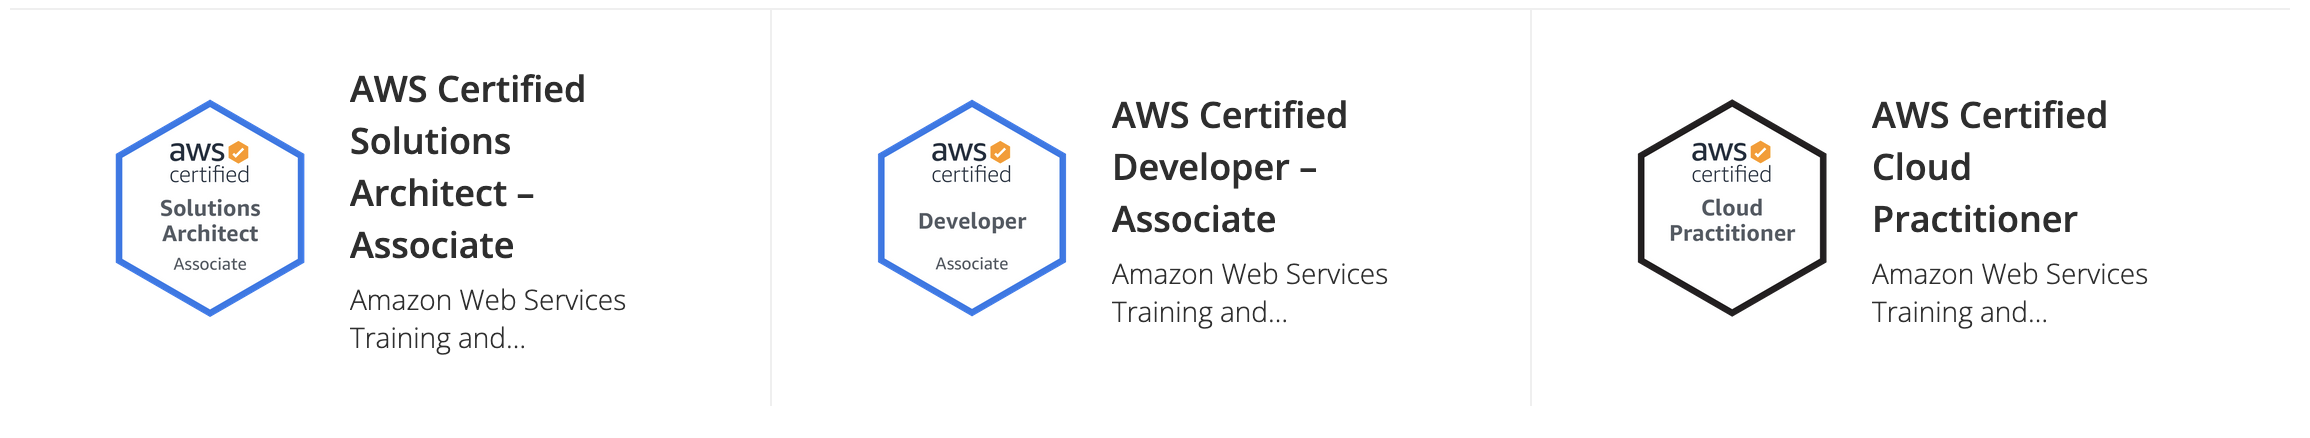 aws
certified
Solutions
Architect
Associate
AWS Certified
Solutions
Architect –
Associate
Amazon Web Services
Training and...
aws
certified
Developer
Associate
AWS Certified
Developer –
Associate
Amazon Web Services
Training and...
aws
certified
Cloud
Practitioner
AWS Certified
Cloud
Practitioner
Amazon Web Services
Training and...